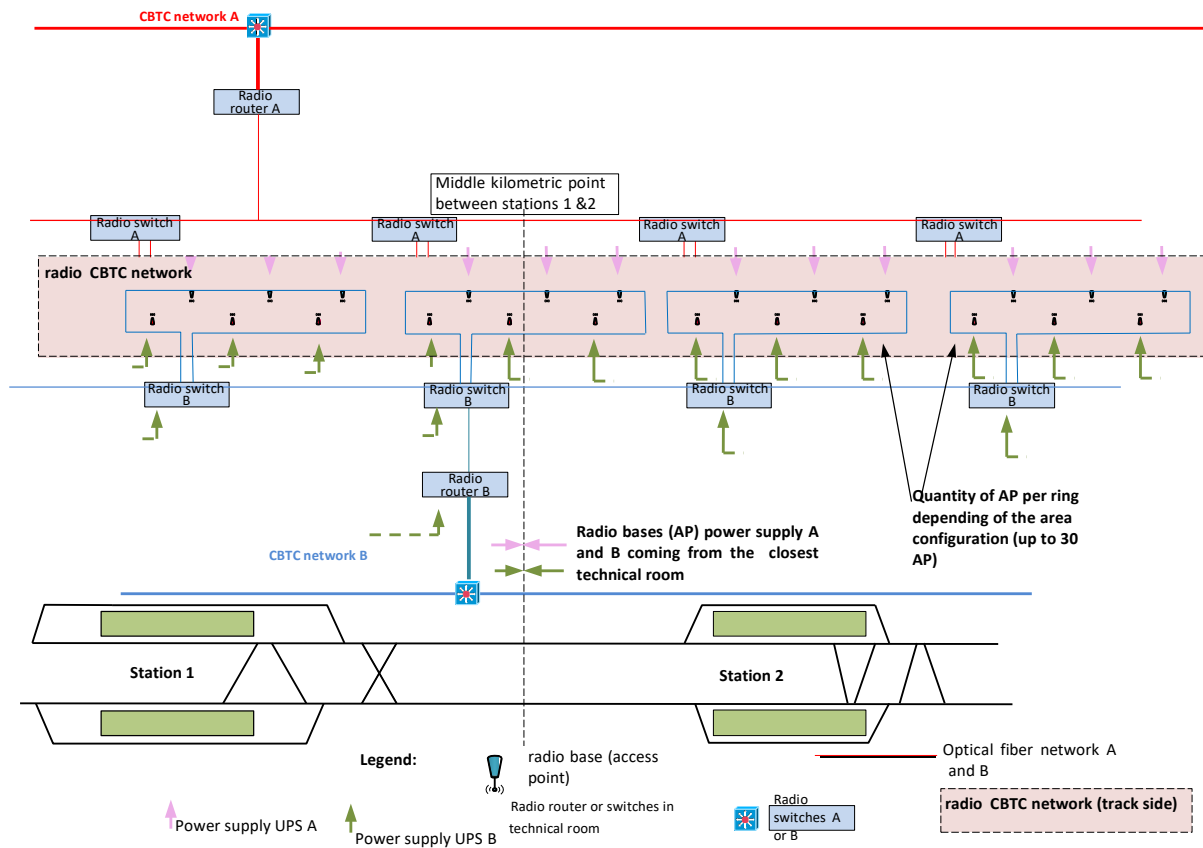 CBTC network A
Radio
router A
Middle kilometric point
between stations 1 &2
Radio switch
A
Radio switch
A
Radio switch
A
Radio switch
A
radio CBTC network
Radio switch
B
Radio switch
B
Radio switch
B
Radio switch
B
Radio
router B
Quantity of AP per ring
depending of the area
configuration (up to 30
AP)
Radio bases (AP) power supply A
and B coming from the closest
technical room
CBTC network B
Station 1
Station 2
Legend:
radio base (access
point)
Optical fiber network A
and B
Power supply UPS A
Power supply UPS B
Radio router or switches in
technical room
Radio
switches A
or B
radio CBTC network (track side)